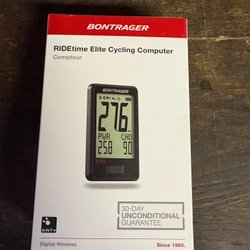 BONTRAGER
RIDEtime Elite Cycling Computer
Compteur
BONTRAGER
27.6
PWR CAD
258 90
ANT+
30-DAY
UNCONDITIONAL
GUARANTEE
Digital Wireless
Since 1980.